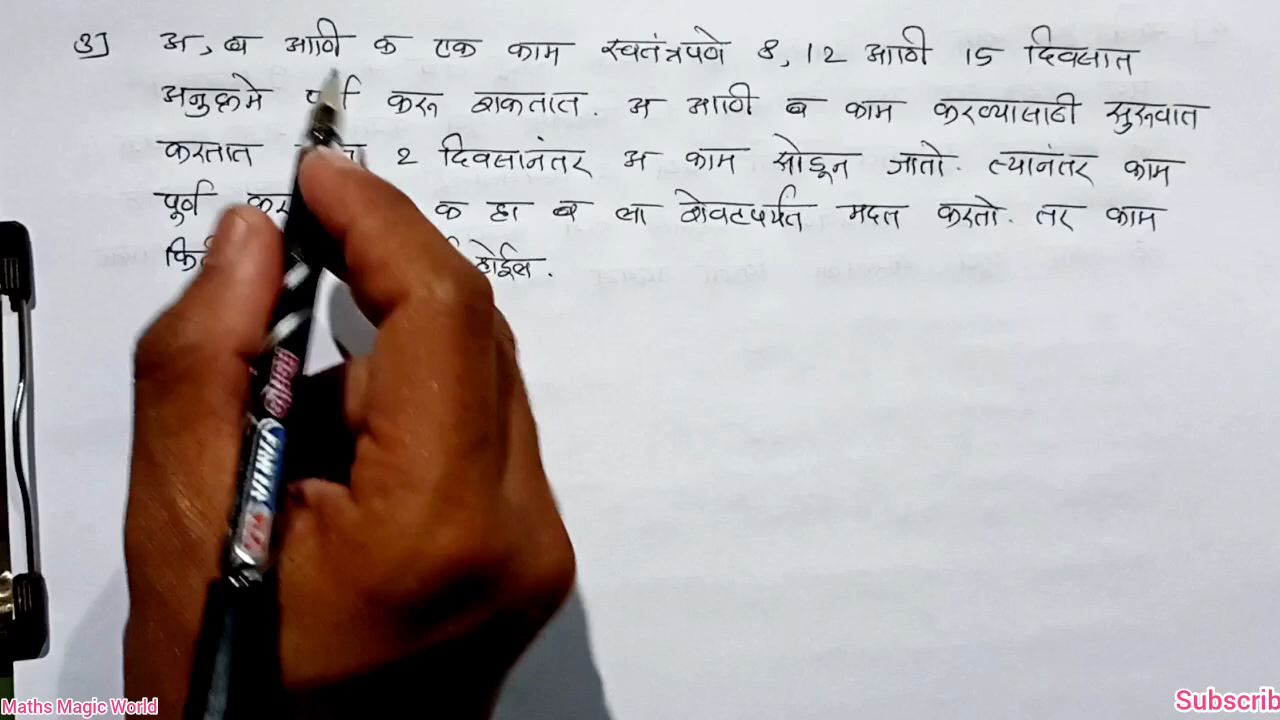 3] अ, ब आणि क एक काम स्वतंत्रपणे 8, 12 आणी 15 दिवसात
अनुक्रमे करू शकतात. अ आणी ब काम करण्यासाठी सुरूवात
करतात 2 दिवसांनंतर अ काम सोडून जातो. त्यानंतर काम
पूर्व क हा ब ला शेवटपर्यंत मदत करतो. तर काम
होईल.
Maths Magic World
Subscrib